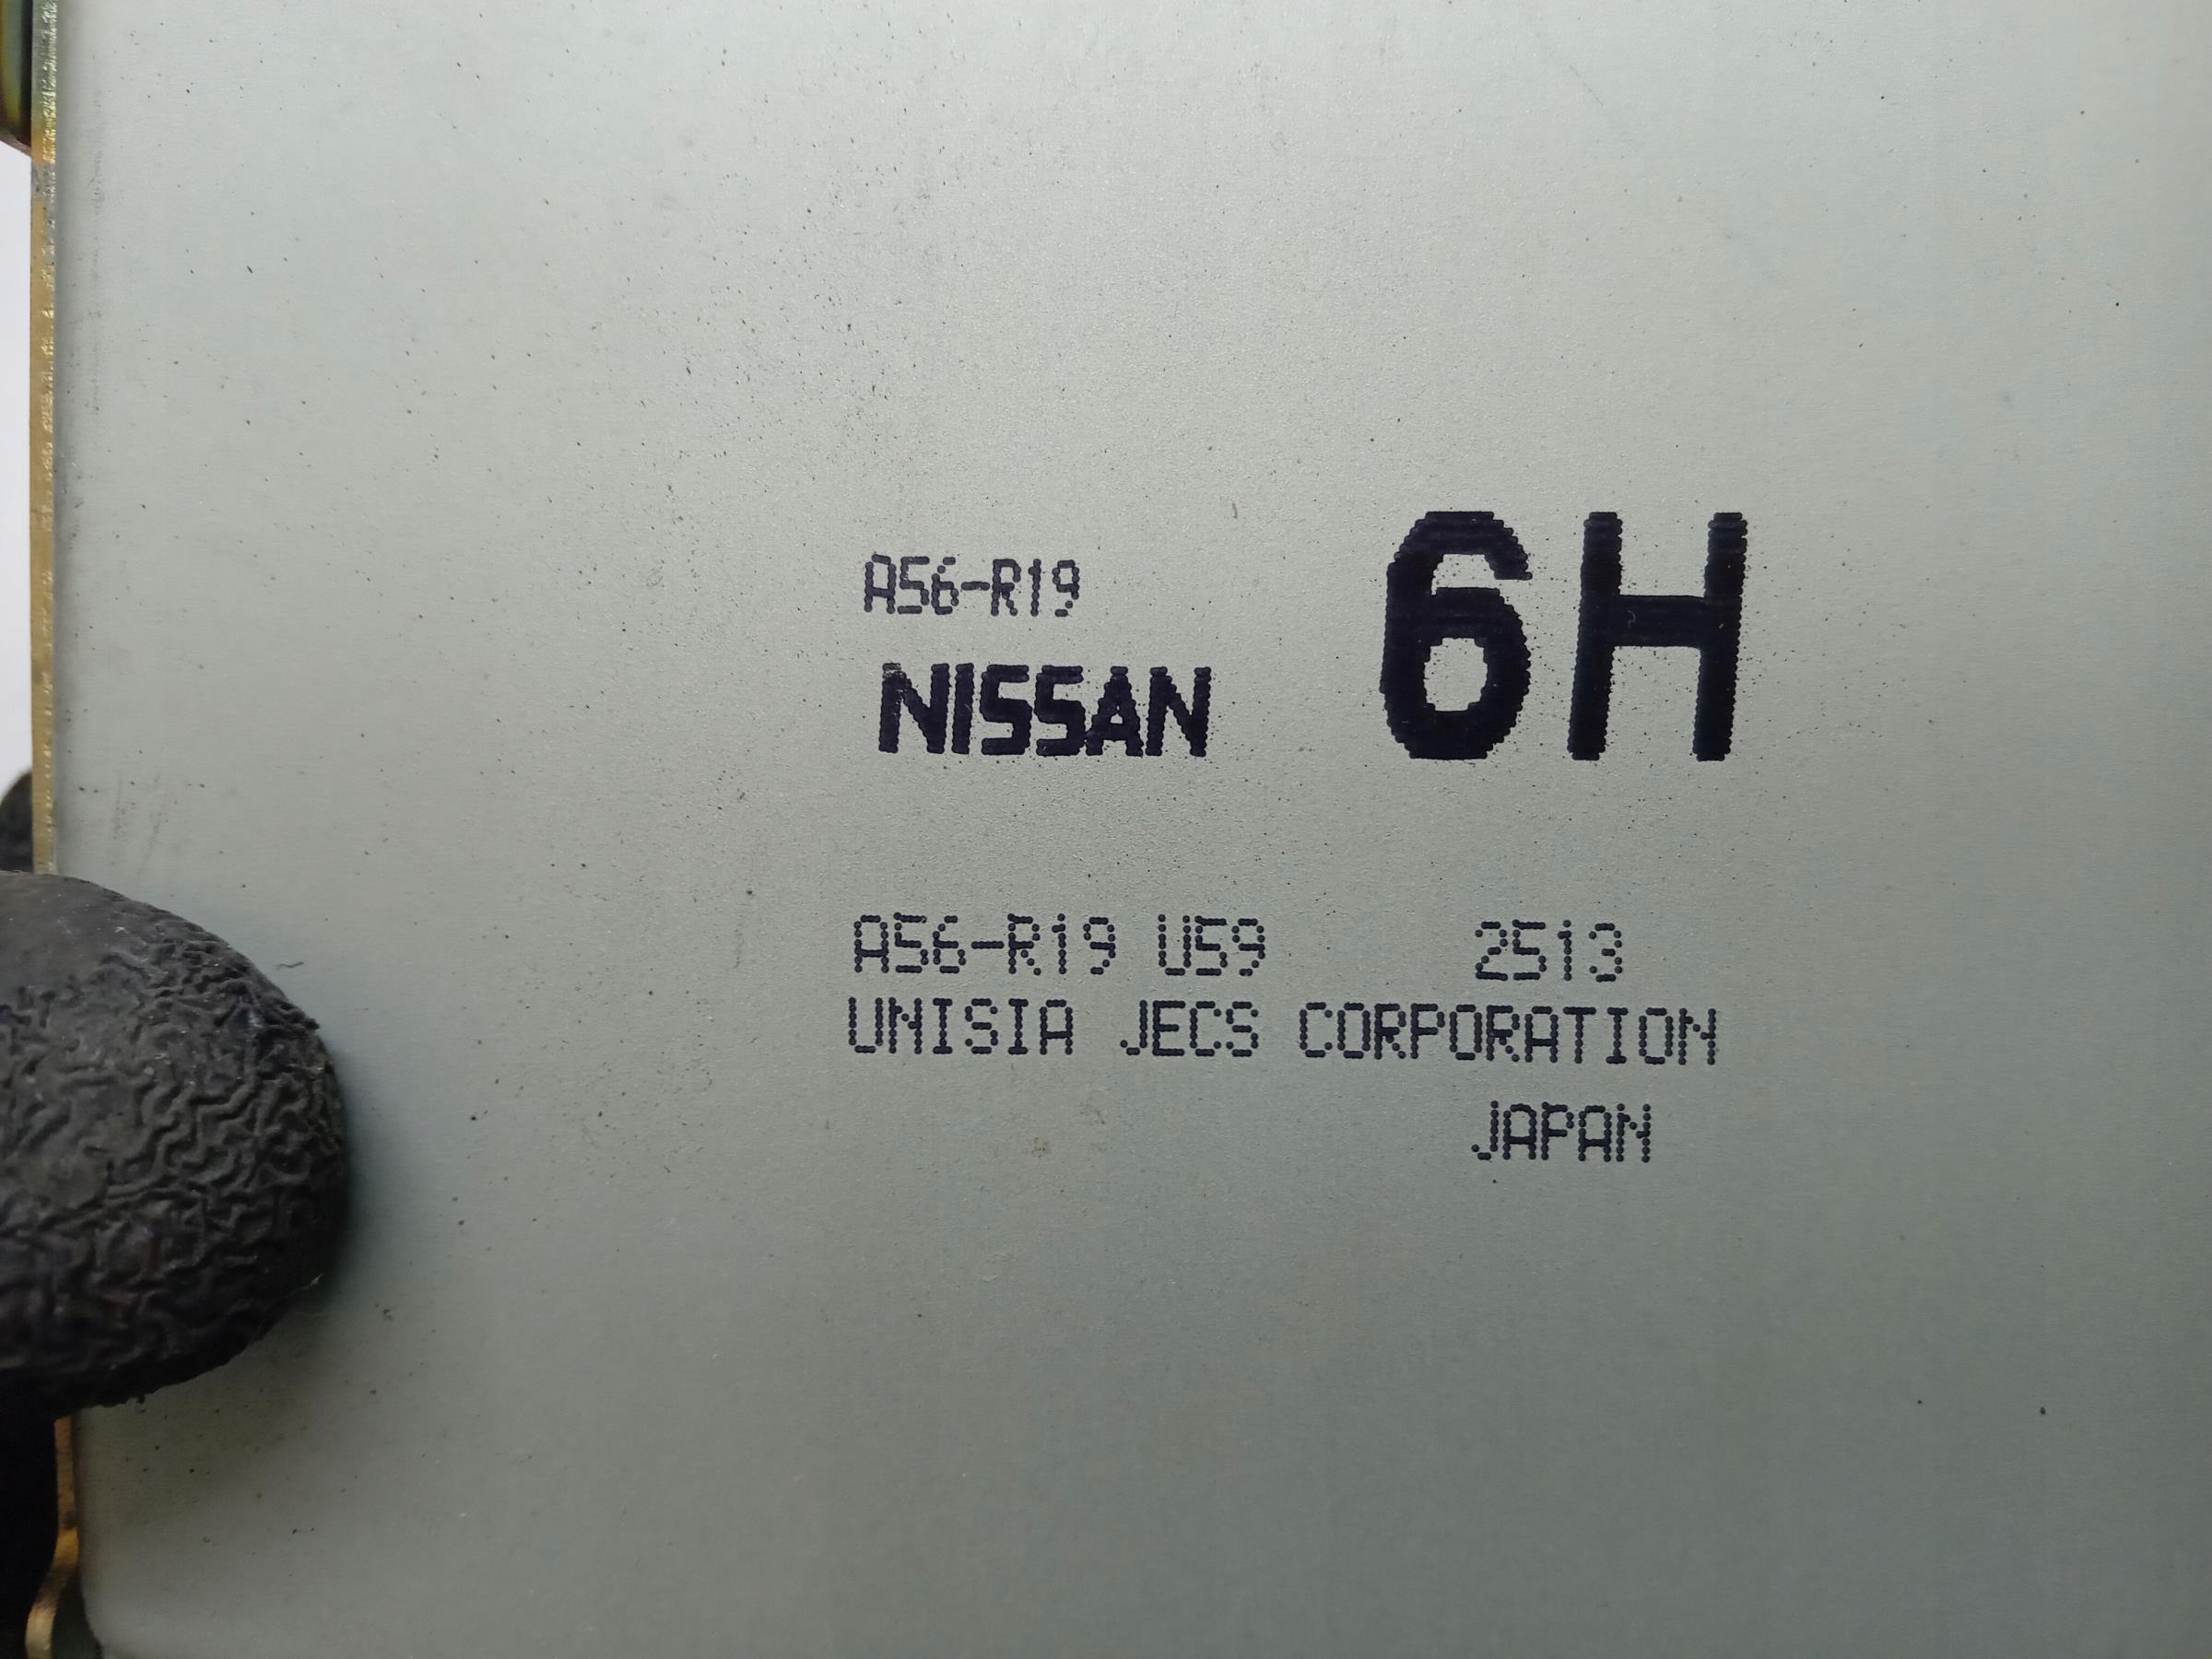 A56-R19
NISSAN 6H
A56-R19 U59 2513
UNISIA JECS CORPORATION
JAPAN